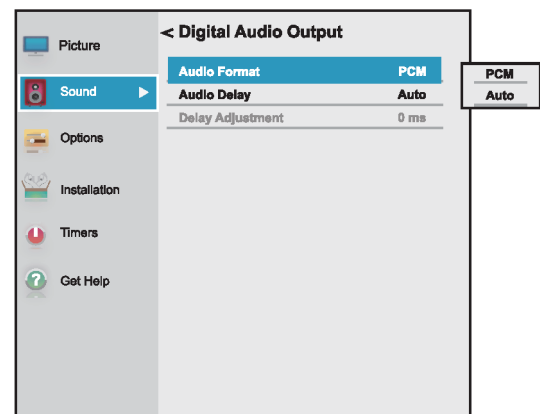 < Digital Audio Output
Picture
Sound
Options
Installation
Timers
Get Help
Audio Format PCM
Audio Delay Auto
Delay Adjustment 0 ms
PCM
Auto